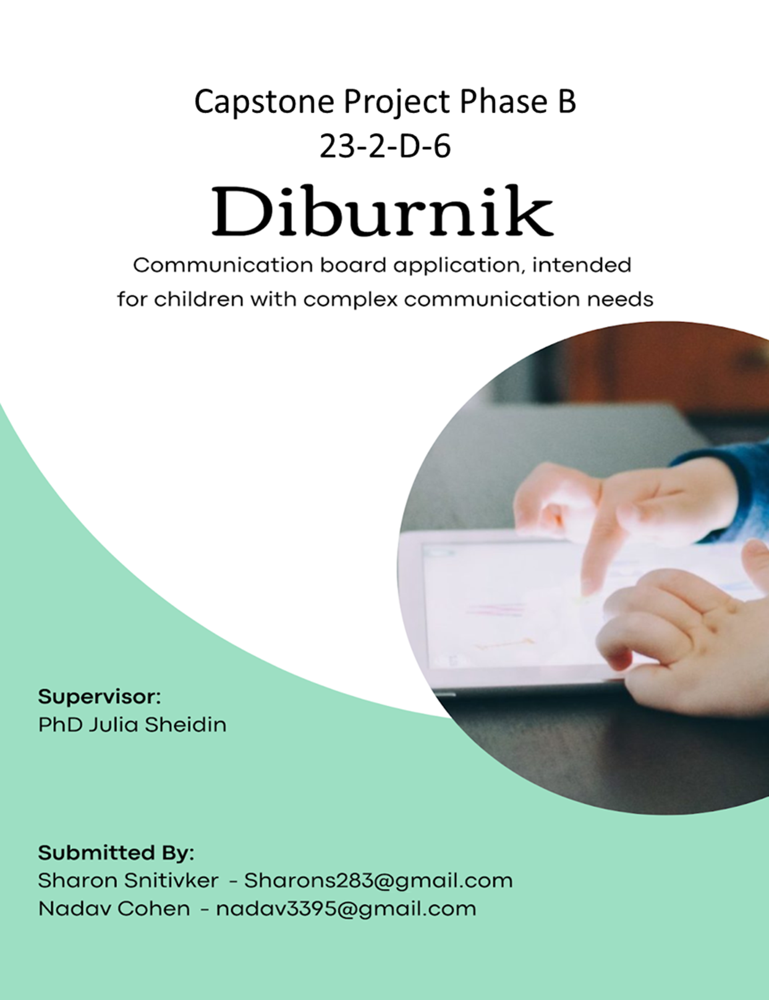 Capstone Project Phase B
23-2-D-6
Diburnik
Communication board application, intended
for children with complex communication needs
Supervisor:
PhD Julia Sheidin
Submitted By:
Sharon Snitivker - Sharons283@gmail.com
Nadav Cohen - nadav3395@gmail.com